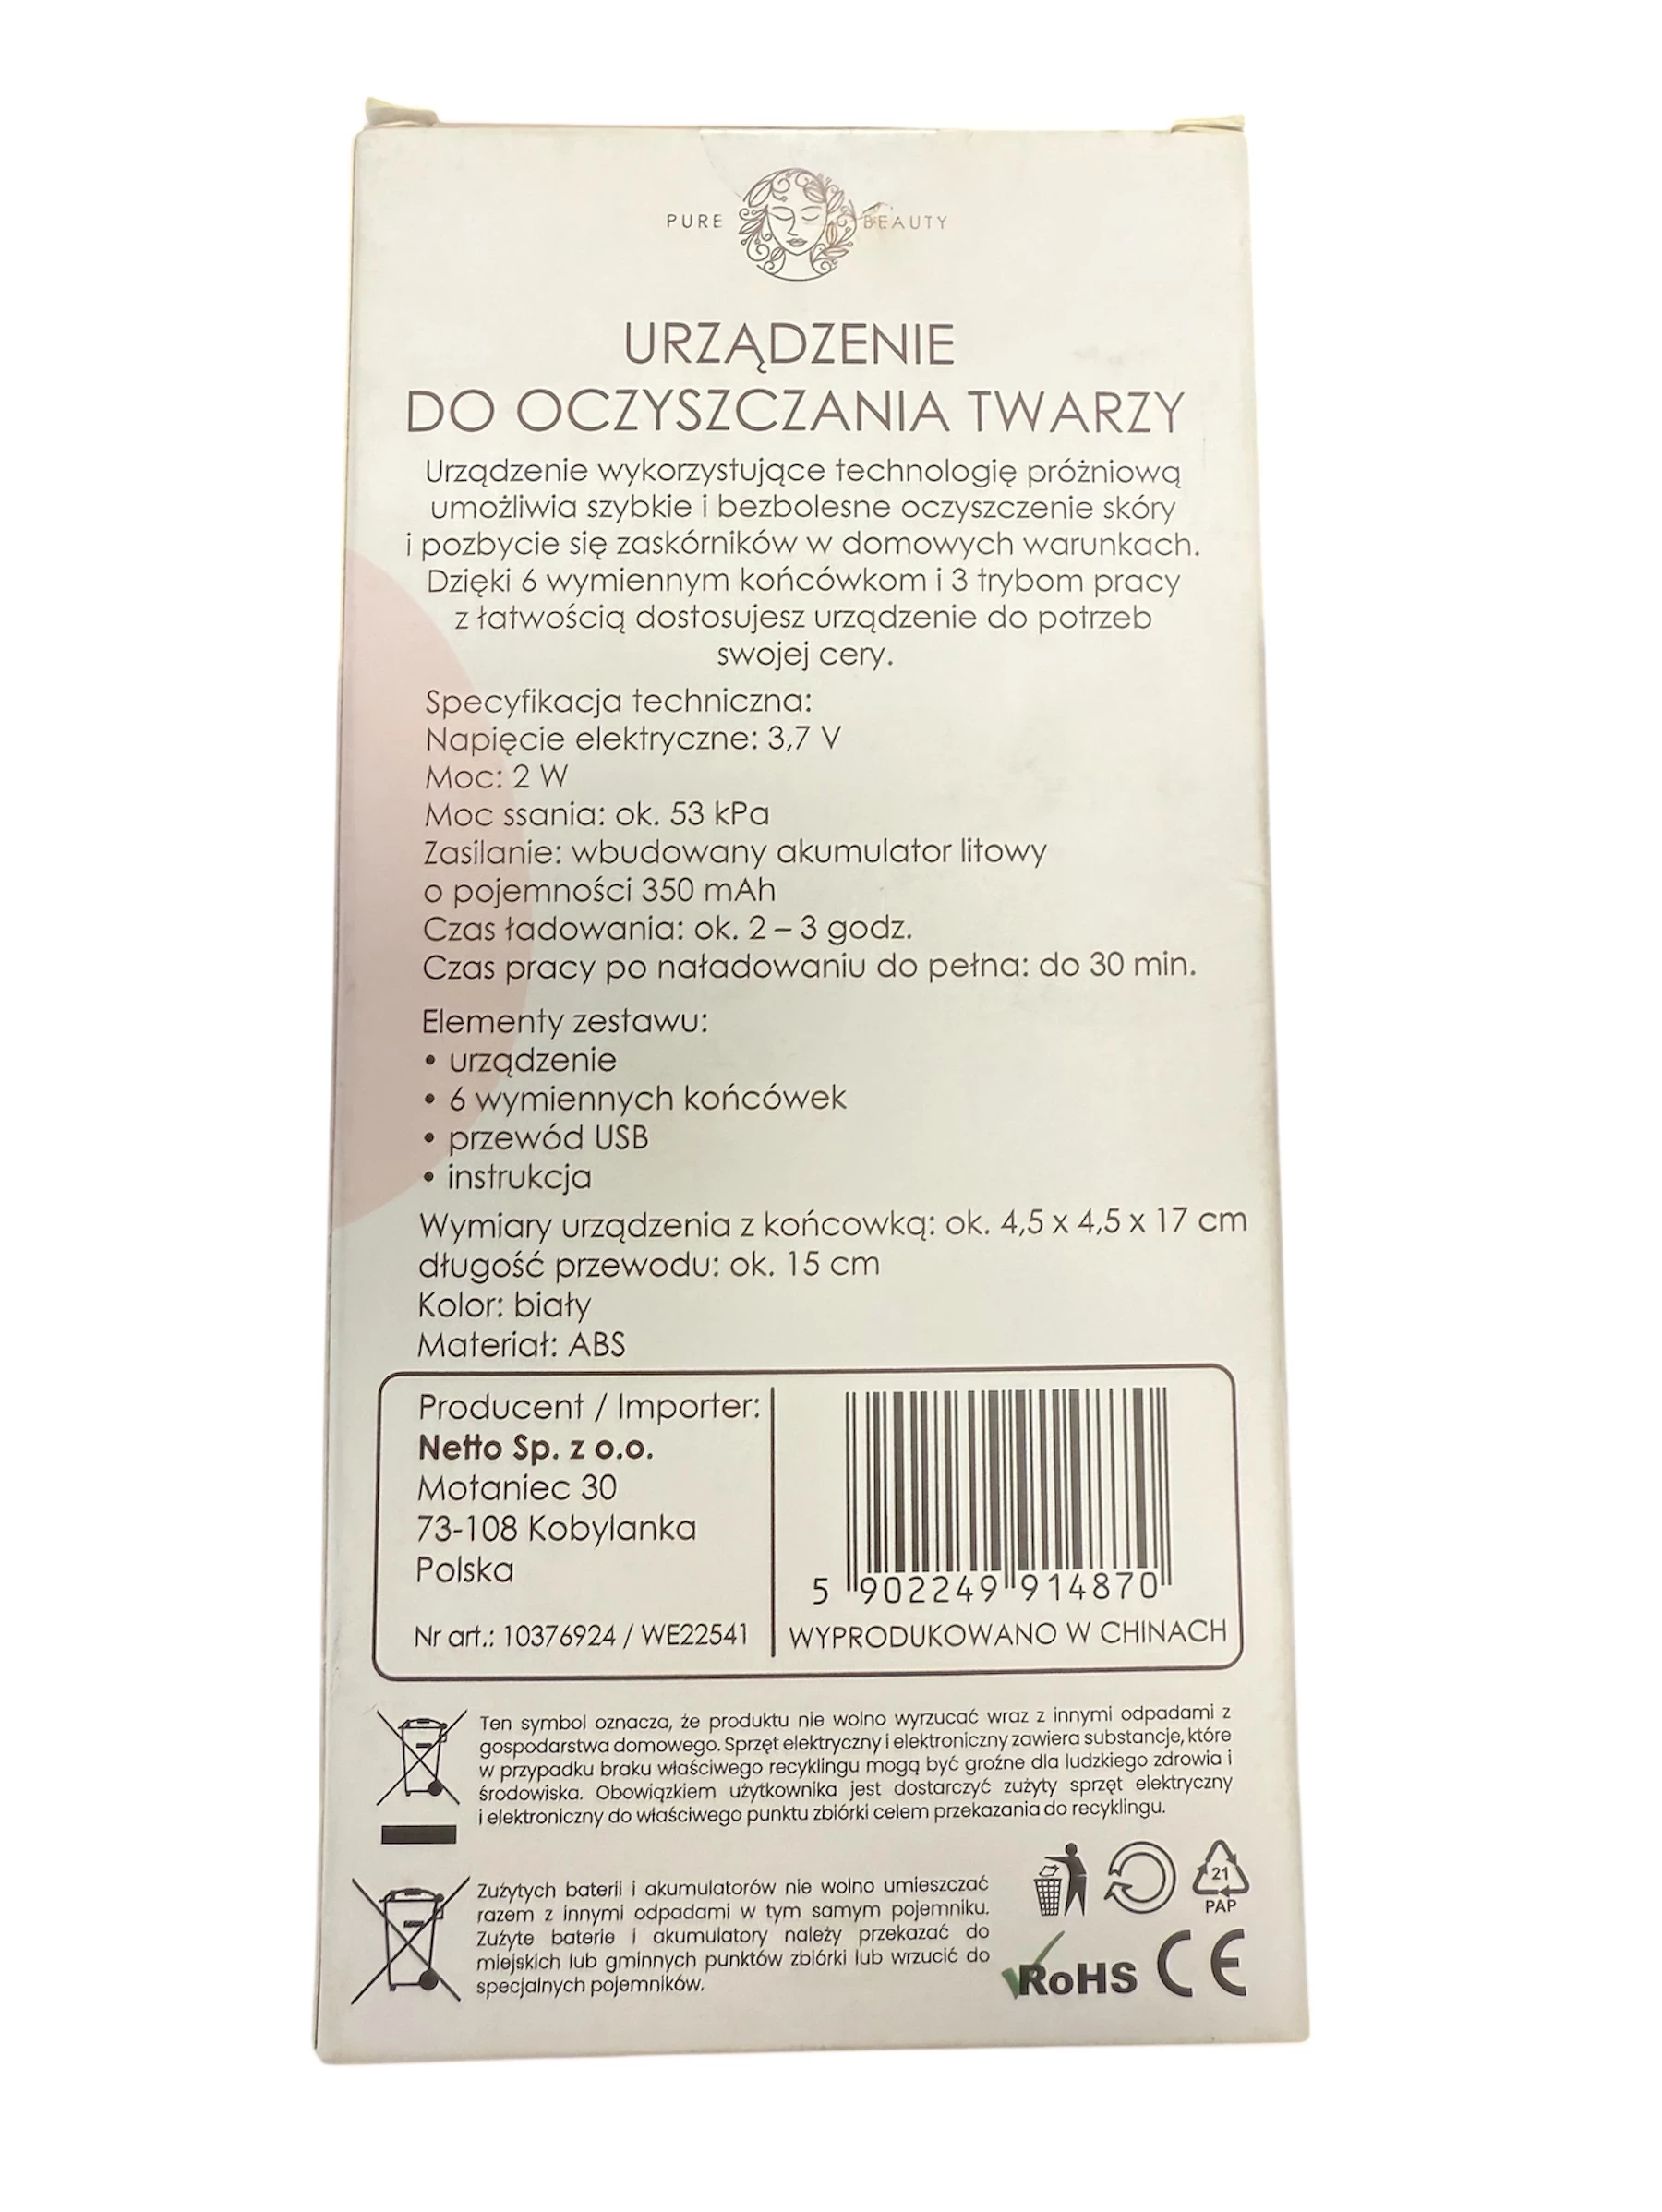 PURE BEAUTY
URZĄDZENIE
DO OCZYSZCZANIA TWARZY
Urządzenie wykorzystujące technologię próżniową
umożliwia szybkie i bezbolesne oczyszczenie skóry
i pozbycie się zaskórników w domowych warunkach.
Dzięki 6 wymiennym końcówkom i 3 trybom pracy
z łatwością dostosujesz urządzenie do potrzeb
swojej cery.
Specyfikacja techniczna:
Napięcie elektryczne: 3,7 V
Moc: 2 W
Moc ssania: ok. 53 kPa
Zasilanie: wbudowany akumulator litowy
o pojemności 350 mAh
Czas ładowania: ok. 2 – 3 godz.
Czas pracy po naładowaniu do pełna: do 30 min.
Elementy zestawu:
• urządzenie
• 6 wymiennych końcówek
• przewód USB
• instrukcja
Wymiary urządzenia z końcowką: ok. 4,5 x 4,5 x 17 cm
długość przewodu: ok. 15 cm
Kolor: biały
Materiał: ABS
Producent / Importer:
Netto Sp. z o.o.
Motaniec 30
73-108 Kobylanka
Polska
Nr art.: 10376924 / WE22541
5 902249 914870
WYPRODUKOWANO W CHINACH
Ten symbol oznacza, że produktu nie wolno wyrzucać wraz z innymi odpadami z
gospodarstwa domowego. Sprzęt elektryczny i elektroniczny zawiera substancje, które
w przypadku braku właściwego recyklingu mogą być groźne dla ludzkiego zdrowia i
środowiska. Obowiązkiem użytkownika jest dostarczyć zużyty sprzęt elektryczny
i elektroniczny do właściwego punktu zbiórki celem przekazania do recyklingu.
Zużytych baterii i akumulatorów nie wolno umieszczać
razem z innymi odpadami w tym samym pojemniku.
Zużyte baterie i akumulatory należy przekazać do
miejskich lub gminnych punktów zbiórki lub wrzucić do
specjalnych pojemników.
21
PAP
RoHS CE